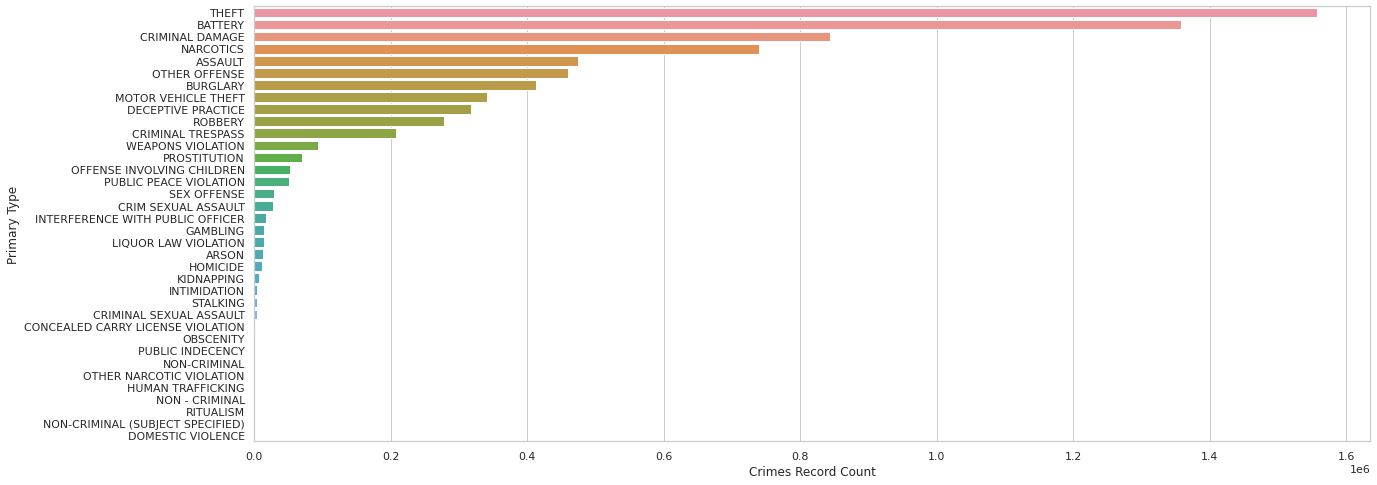 THEFT
BATTERY
CRIMINAL DAMAGE
NARCOTICS
ASSAULT
OTHER OFFENSE
BURGLARY
MOTOR VEHICLE THEFT
DECEPTIVE PRACTICE
ROBBERY
CRIMINAL TRESPASS
WEAPONS VIOLATION
PROSTITUTION
OFFENSE INVOLVING CHILDREN
PUBLIC PEACE VIOLATION
SEX OFFENSE
CRIM SEXUAL ASSAULT
INTERFERENCE WITH PUBLIC OFFICER
GAMBLING
LIQUOR LAW VIOLATION
ARSON
HOMICIDE
KIDNAPPING
INTIMIDATION
STALKING
CRIMINAL SEXUAL ASSAULT
CONCEALED CARRY LICENSE VIOLATION
OBSCENITY
PUBLIC INDECENCY
NON-CRIMINAL
OTHER NARCOTIC VIOLATION
HUMAN TRAFFICKING
NON - CRIMINAL
RITUALISM
NON-CRIMINAL (SUBJECT SPECIFIED)
DOMESTIC VIOLENCE
Primary Type
0.0 0.2 0.4 0.6 0.8 1.0 1.2 1.4 1.6
1e6
Crimes Record Count